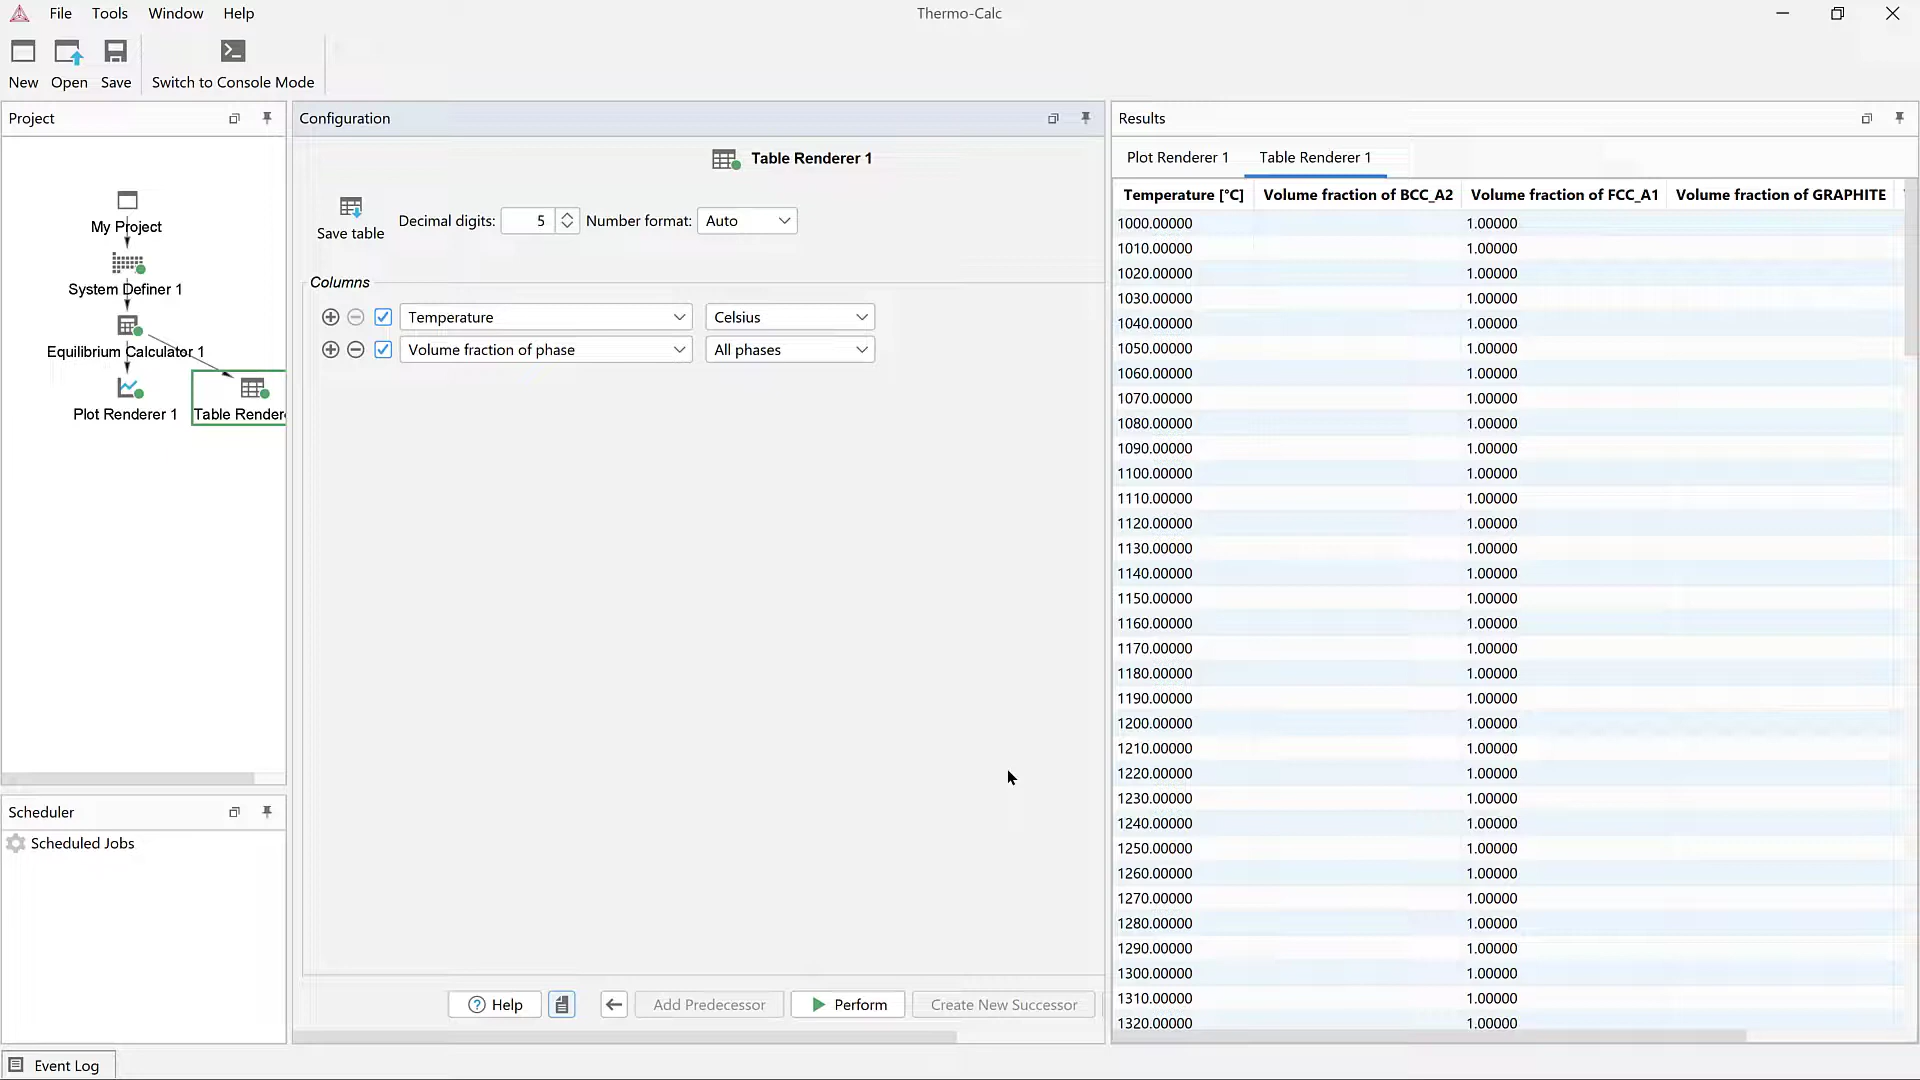 File Tools Window Help
Thermo-Calc
New Open Save Switch to Console Mode
Project
My Project
System Definer 1
Equilibrium Calculator 1
Plot Renderer 1
Table Rendere
Scheduler
Scheduled Jobs
Event Log
Configuration
Table Renderer 1
Save table
Decimal digits: 5 Number format: Auto
Columns
Temperature Celsius
Volume fraction of phase All phases
Help Add Predecessor Perform Create New Successor
Results
Plot Renderer 1 Table Renderer 1
Temperature [°C] Volume fraction of BCC_A2 Volume fraction of FCC_A1 Volume fraction of GRAPHITE
1000.00000 1.00000
1010.00000 1.00000
1020.00000 1.00000
1030.00000 1.00000
1040.00000 1.00000
1050.00000 1.00000
1060.00000 1.00000
1070.00000 1.00000
1080.00000 1.00000
1090.00000 1.00000
1100.00000 1.00000
1110.00000 1.00000
1120.00000 1.00000
1130.00000 1.00000
1140.00000 1.00000
1150.00000 1.00000
1160.00000 1.00000
1170.00000 1.00000
1180.00000 1.00000
1190.00000 1.00000
1200.00000 1.00000
1210.00000 1.00000
1220.00000 1.00000
1230.00000 1.00000
1240.00000 1.00000
1250.00000 1.00000
1260.00000 1.00000
1270.00000 1.00000
1280.00000 1.00000
1290.00000 1.00000
1300.00000 1.00000
1310.00000 1.00000
1320.00000 1.00000